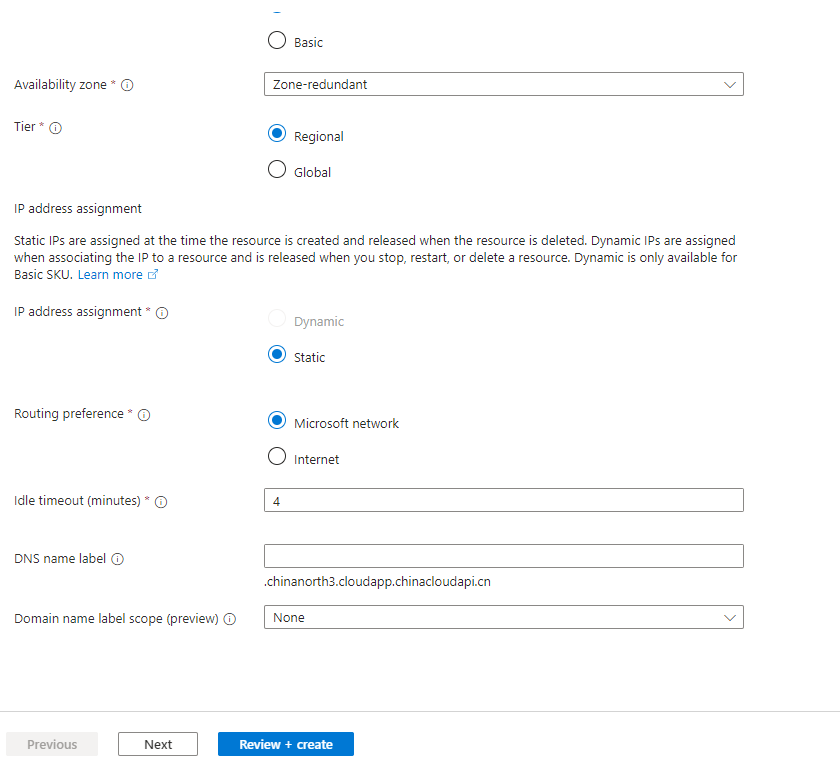 Basic
Availability zone *
Zone-redundant
Tier *
Regional
Global
IP address assignment
Static IPs are assigned at the time the resource is created and released when the resource is deleted. Dynamic IPs are assigned
when associating the IP to a resource and is released when you stop, restart, or delete a resource. Dynamic is only available for
Basic SKU. Learn more
IP address assignment *
Dynamic
Static
Routing preference *
Microsoft network
Internet
Idle timeout (minutes) *
4
DNS name label
.chinanorth3.cloudapp.chinacloudapi.cn
Domain name label scope (preview)
None
Previous
Next
Review + create